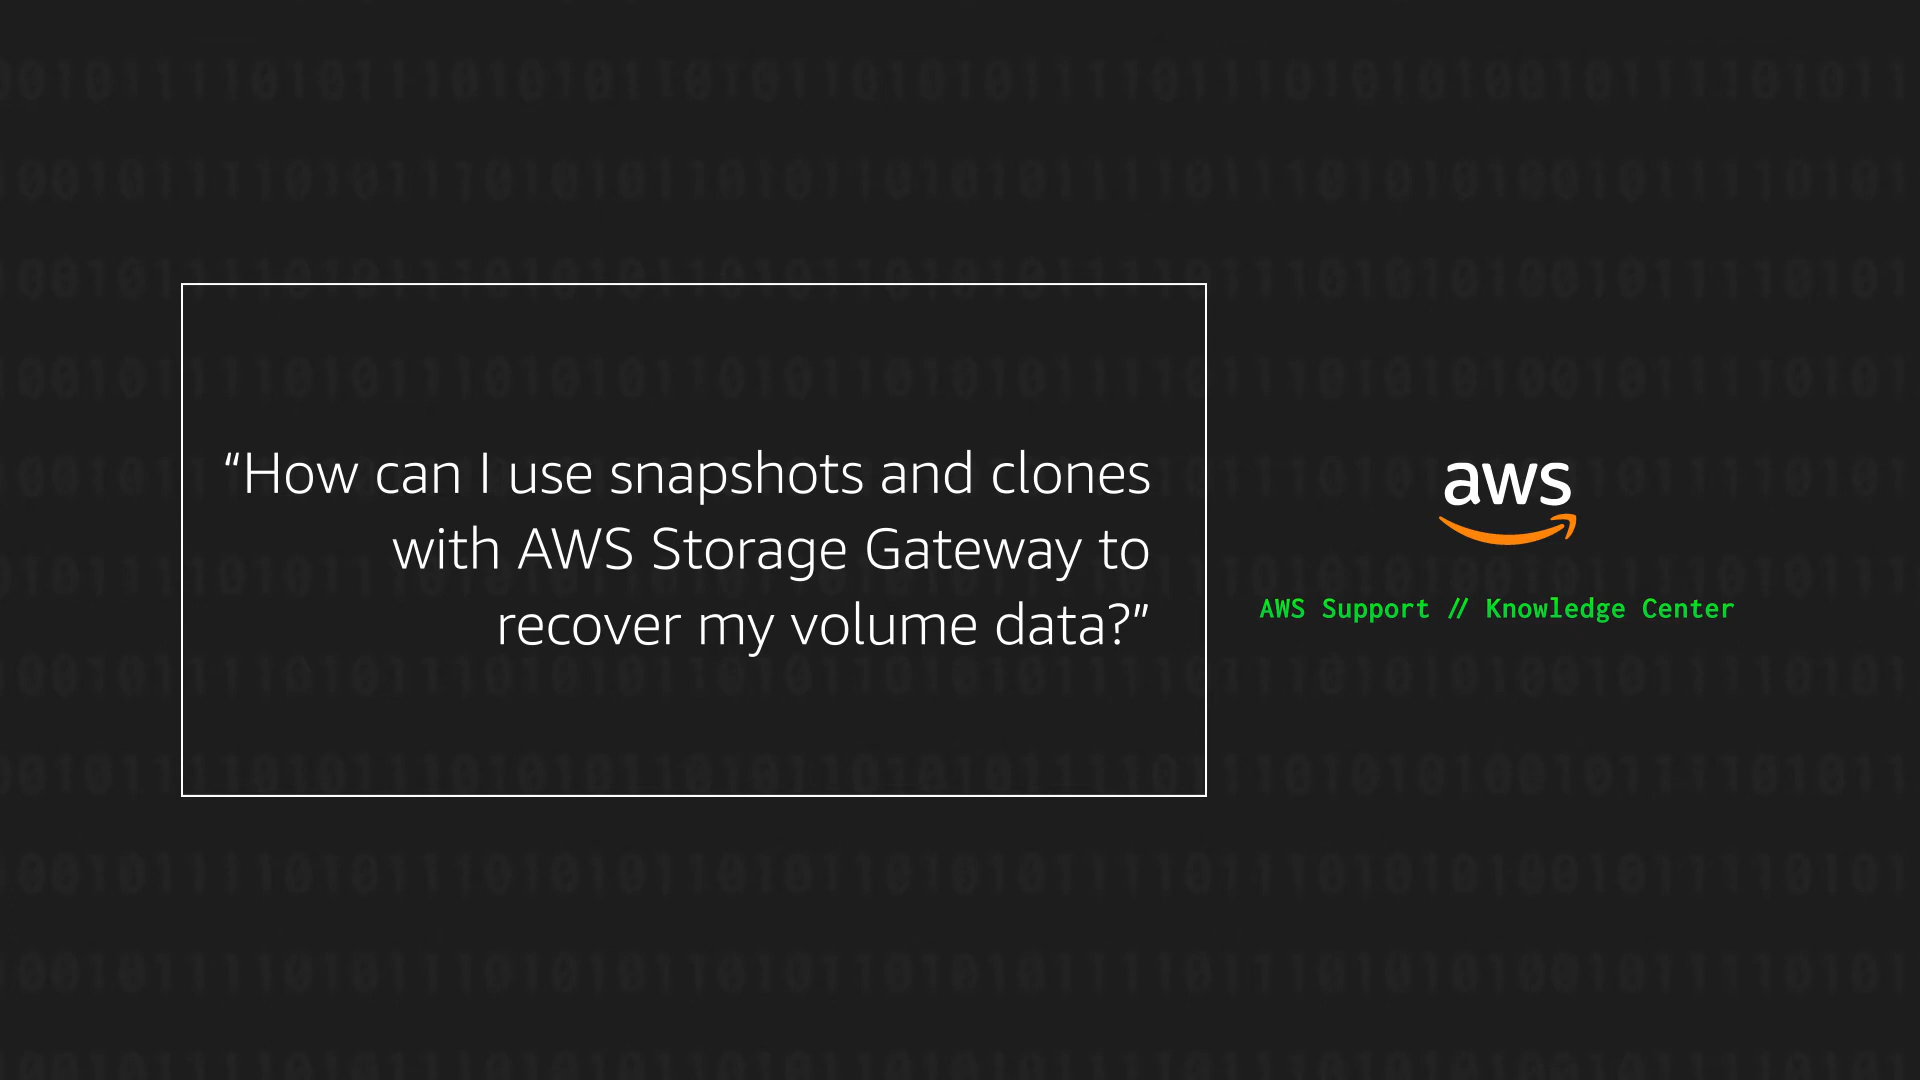 “How can I use snapshots and clones
with AWS Storage Gateway to
recover my volume data?”
aws
AWS Support // Knowledge Center